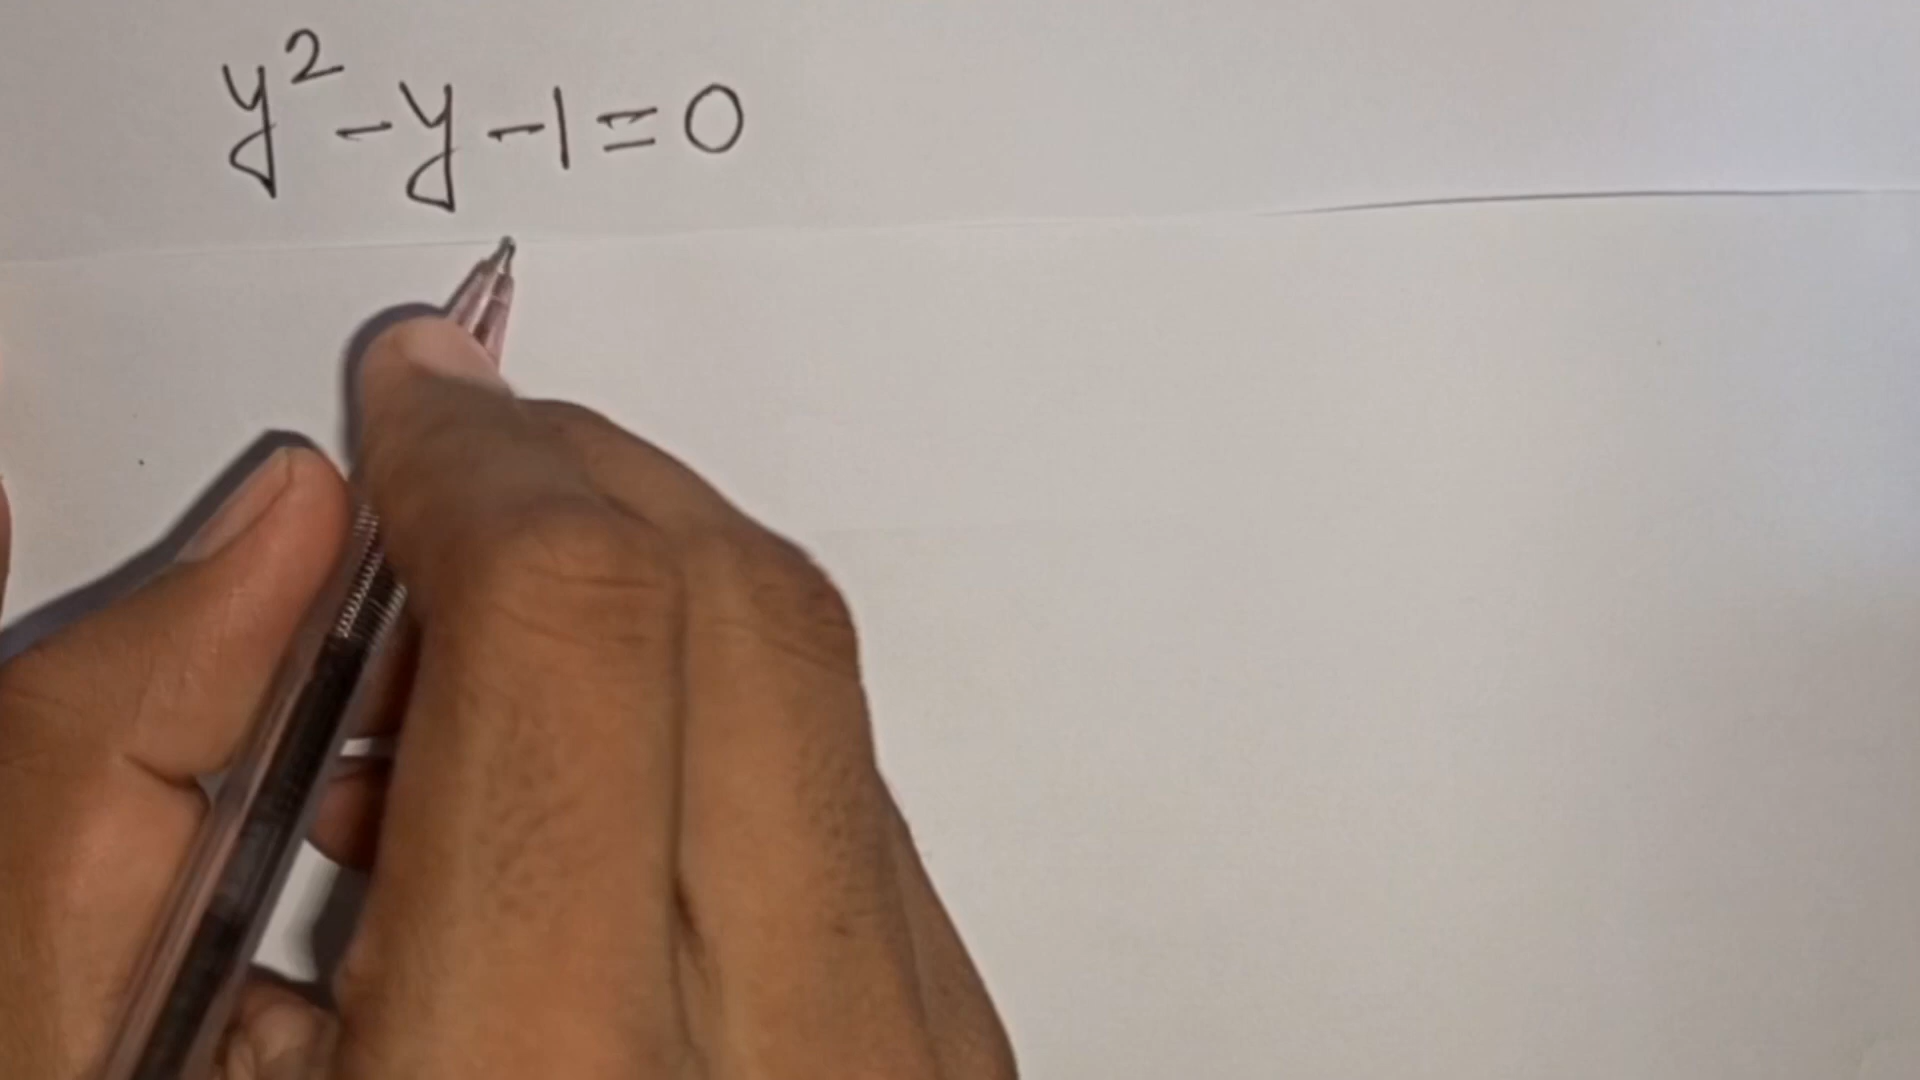 y² - y - 1 = 0